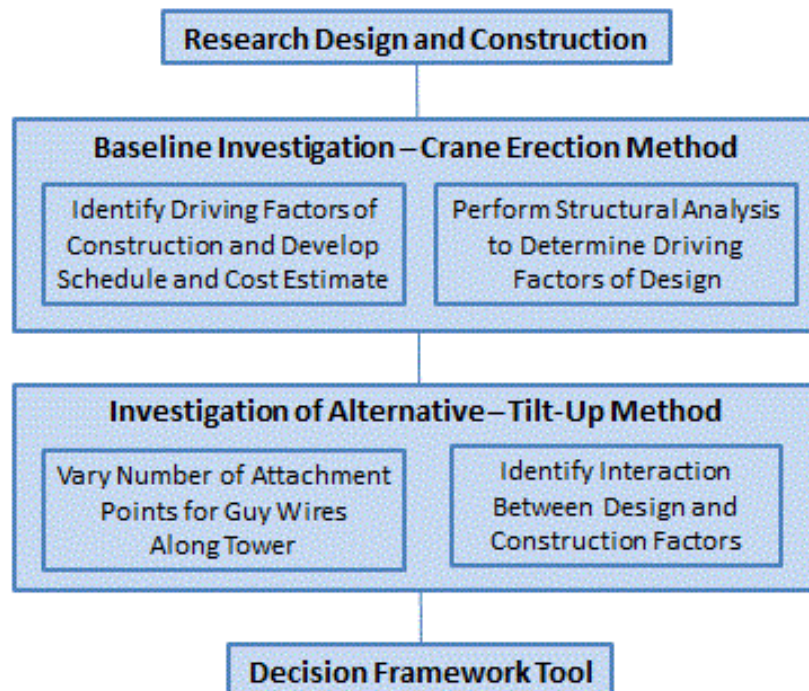 Research Design and Construction
Baseline Investigation – Crane Erection Method
Identify Driving Factors of
Construction and Develop
Schedule and Cost Estimate
Perform Structural Analysis
to Determine Driving
Factors of Design
Investigation of Alternative – Tilt-Up Method
Vary Number of Attachment
Points for Guy Wires
Along Tower
Identify Interaction
Between Design and
Construction Factors
Decision Framework Tool